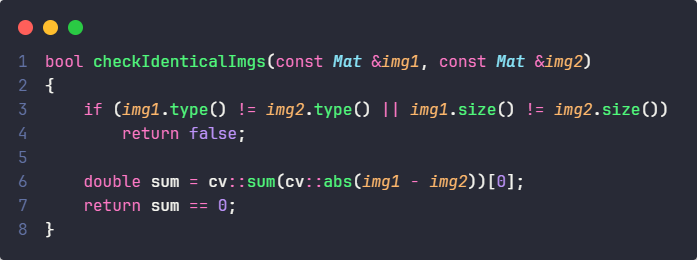 1 bool checkIdenticalImgs(const Mat &img1, const Mat &img2)
2 {
3     if (img1.type() != img2.type() || img1.size() != img2.size())
4         return false;
5
6     double sum = cv::sum(cv::abs(img1 - img2))[0];
7     return sum == 0;
8 }